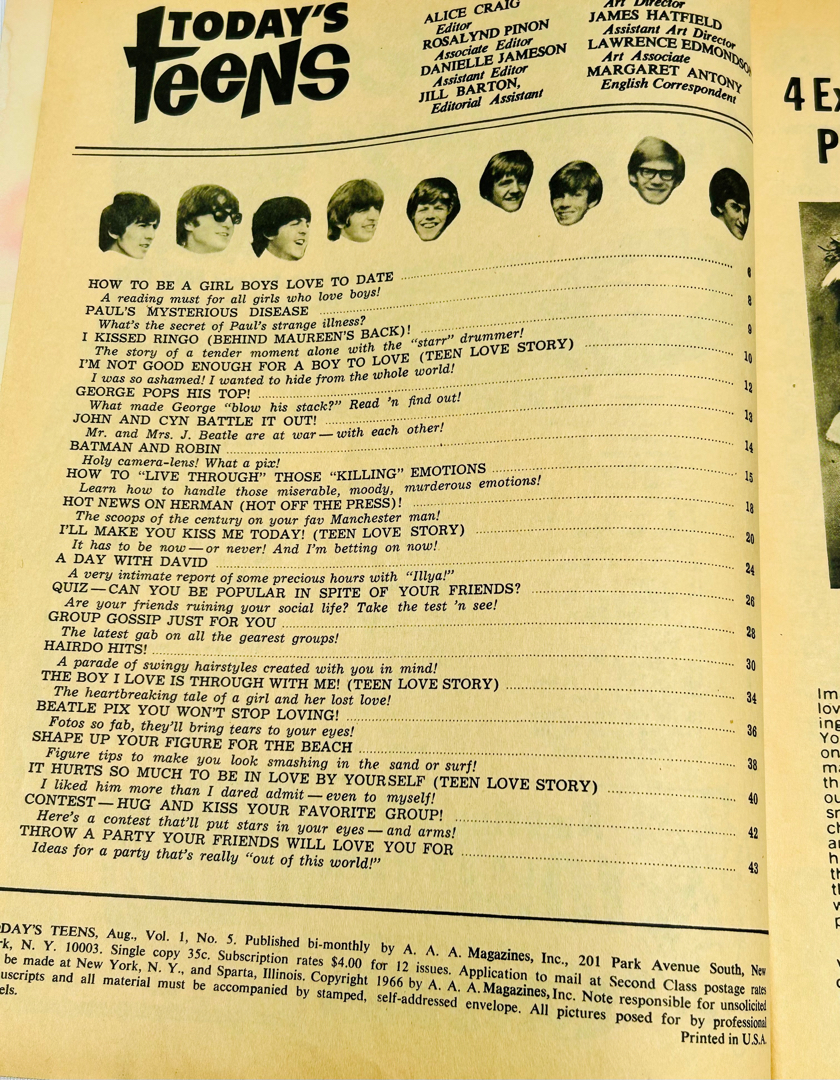 TODAY'S
TEENS
ALICE CRAIG
Editor
ROSALYND PINON
Associate Editor
DANIELLE JAMESON
Assistant Editor
JILL BARTON,
Editorial Assistant
Art Director
JAMES HATFIELD
Assistant Art Director
LAWRENCE EDMONDSON
Art Associate
MARGARET ANTONY
English Correspondent
HOW TO BE A GIRL BOYS LOVE TO DATE 6
A reading must for all girls who love boys!
PAUL'S MYSTERIOUS DISEASE 8
What's the secret of Paul's strange illness?
I KISSED RINGO (BEHIND MAUREEN'S BACK)! 9
The story of a tender moment alone with the "starr" drummer!
I'M NOT GOOD ENOUGH FOR A BOY TO LOVE (TEEN LOVE STORY) 10
I was so ashamed! I wanted to hide from the whole world!
GEORGE POPS HIS TOP! 12
What made George "blow his stack?" Read 'n find out!
JOHN AND CYN BATTLE IT OUT! 13
Mr. and Mrs. J. Beatle are at war — with each other!
BATMAN AND ROBIN 14
Holy camera-lens! What a pix!
HOW TO "LIVE THROUGH" THOSE "KILLING" EMOTIONS 15
Learn how to handle those miserable, moody, murderous emotions!
HOT NEWS ON HERMAN (HOT OFF THE PRESS)! 18
The scoops of the century on your fav Manchester man!
I'LL MAKE YOU KISS ME TODAY! (TEEN LOVE STORY) 20
It has to be now — or never! And I'm betting on now!
A DAY WITH DAVID 24
A very intimate report of some precious hours with "Illya!"
QUIZ — CAN YOU BE POPULAR IN SPITE OF YOUR FRIENDS? 26
Are your friends ruining your social life? Take the test 'n see!
GROUP GOSSIP JUST FOR YOU 28
The latest gab on all the gearest groups!
HAIRDO HITS! 30
A parade of swingy hairstyles created with you in mind!
THE BOY I LOVE IS THROUGH WITH ME! (TEEN LOVE STORY) 34
The heartbreaking tale of a girl and her lost love!
BEATLE PIX YOU WON'T STOP LOVING! 36
Fotos so fab, they'll bring tears to your eyes!
SHAPE UP YOUR FIGURE FOR THE BEACH 38
Figure tips to make you look smashing in the sand or surf!
IT HURTS SO MUCH TO BE IN LOVE BY YOURSELF (TEEN LOVE STORY) 40
I liked him more than I dared admit — even to myself!
CONTEST — HUG AND KISS YOUR FAVORITE GROUP! 42
Here's a contest that'll put stars in your eyes — and arms!
THROW A PARTY YOUR FRIENDS WILL LOVE YOU FOR 43
Ideas for a party that's really "out of this world!"
DAY'S TEENS, Aug., Vol. 1, No. 5. Published bi-monthly by A. A. A. Magazines, Inc., 201 Park Avenue South, New
rk, N. Y. 10003. Single copy 35c. Subscription rates $4.00 for 12 issues. Application to mail at Second Class postage rates
be made at New York, N. Y., and Sparta, Illinois. Copyright 1966 by A. A. A. Magazines, Inc. Note responsible for unsolicited
uscripts and all material must be accompanied by stamped, self-addressed envelope. All pictures posed for by professional
els.
Printed in U.S.A.
4 Ex
P
Im
lov
ing
Yo
on